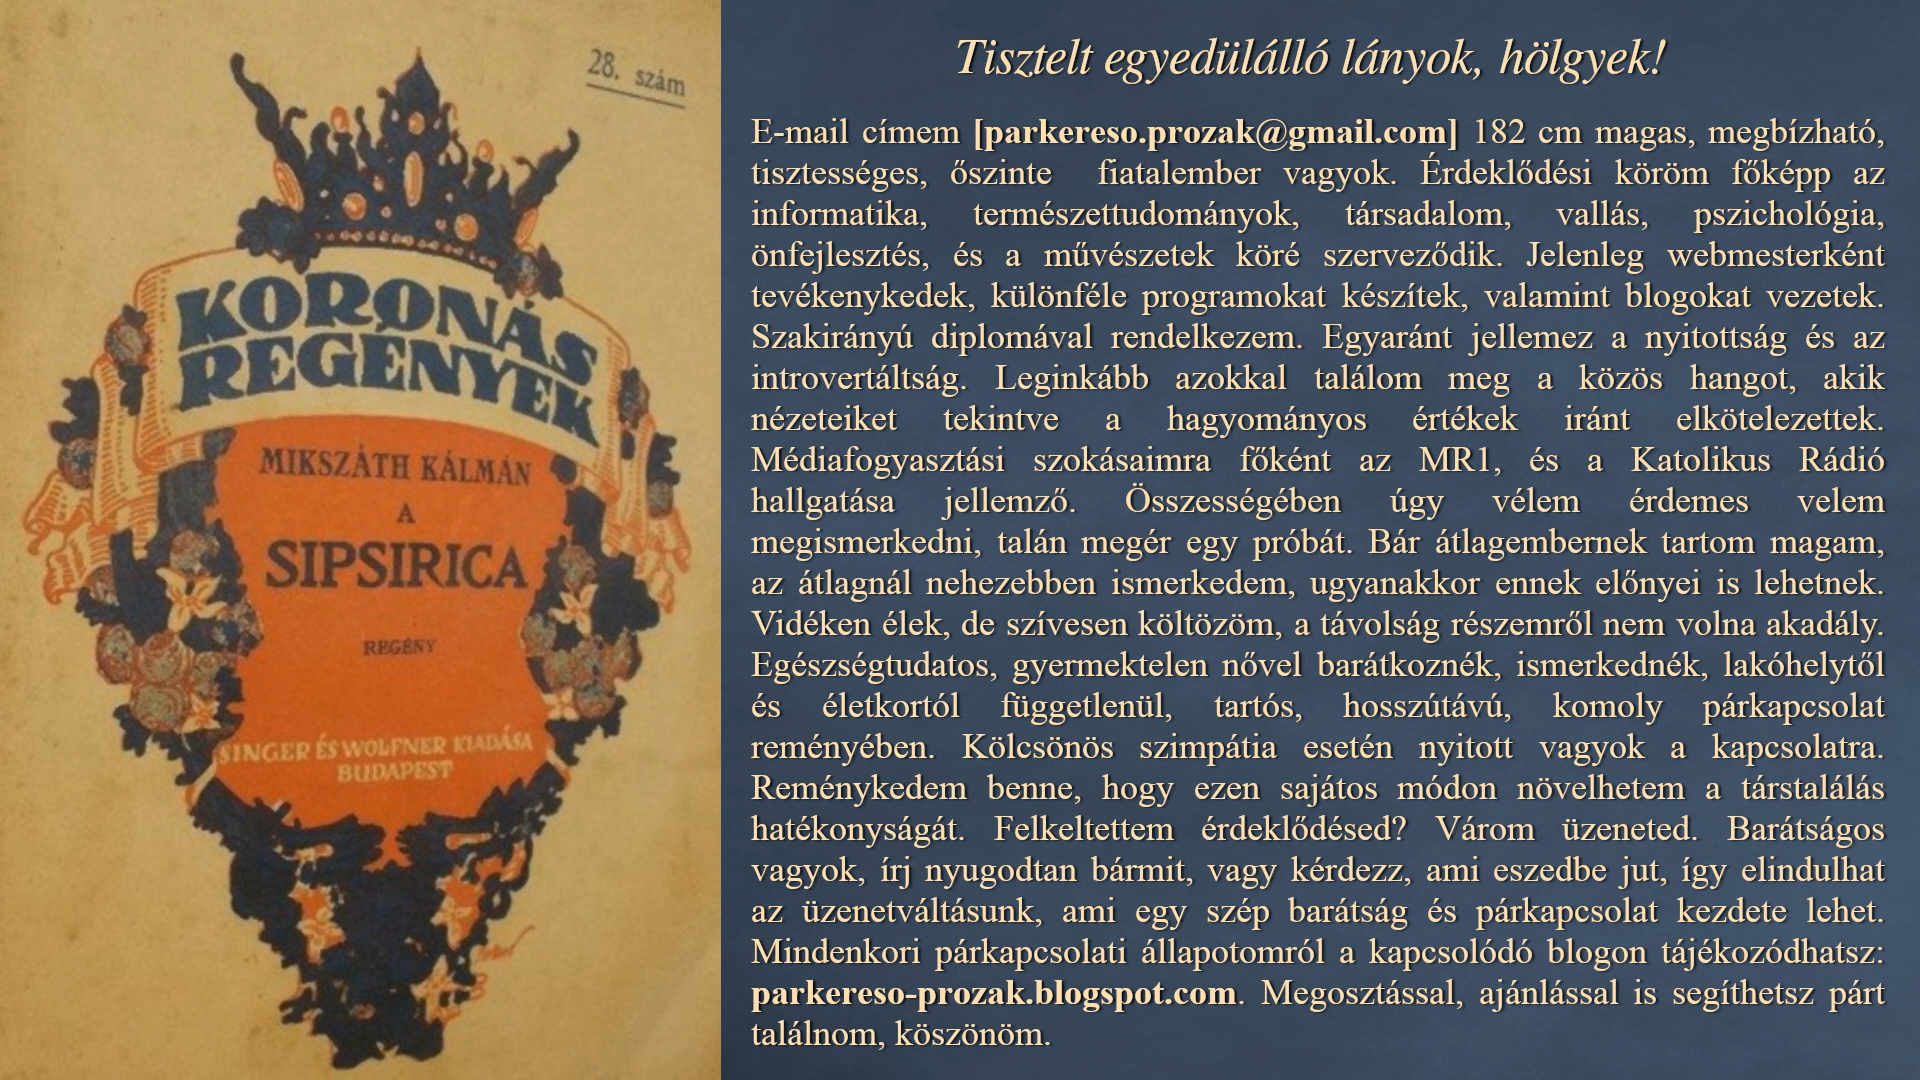 28. szám
KORONÁS
REGÉNYEK
MIKSZÁTH KÁLMÁN
A
SIPSIRICA
REGÉNY
SINGER ÉS WOLFNER KIADÁSA
BUDAPEST
Tisztelt egyedülálló lányok, hölgyek!
E-mail címem [parkereso.prozak@gmail.com] 182 cm magas, megbízható,
tisztességes, őszinte fiatalember vagyok. Érdeklődési köröm főképp az
informatika, természettudományok, társadalom, vallás, pszichológia,
önfejlesztés, és a művészetek köré szerveződik. Jelenleg webmesterként
tevékenykedek, különféle programokat készítek, valamint blogokat vezetek.
Szakirányú diplomával rendelkezem. Egyaránt jellemez a nyitottság és az
introvertáltság. Leginkább azokkal találom meg a közös hangot, akik
nézeteiket tekintve a hagyományos értékek iránt elkötelezettek.
Médiafogyasztási szokásaimra főként az MR1, és a Katolikus Rádió
hallgatása jellemző. Összességében úgy vélem érdemes velem
megismerkedni, talán megér egy próbát. Bár átlagembernek tartom magam,
az átlagnál nehezebben ismerkedem, ugyanakkor ennek előnyei is lehetnek.
Vidéken élek, de szívesen költözöm, a távolság részemről nem volna akadály.
Egészségtudatos, gyermektelen nővel barátkoznék, ismerkednék, lakóhelytől
és életkortól függetlenül, tartós, hosszútávú, komoly párkapcsolat
reményében. Kölcsönös szimpátia esetén nyitott vagyok a kapcsolatra.
Reménykedem benne, hogy ezen sajátos módon növelhetem a társtalálás
hatékonyságát. Felkeltettem érdeklődésed? Várom üzeneted. Barátságos
vagyok, írj nyugodtan bármit, vagy kérdezz, ami eszedbe jut, így elindulhat
az üzenetváltásunk, ami egy szép barátság és párkapcsolat kezdete lehet.
Mindenkori párkapcsolati állapotomról a kapcsolódó blogon tájékozódhatsz:
parkereso-prozak.blogspot.com. Megosztással, ajánlással is segíthetsz párt
találnom, köszönöm.